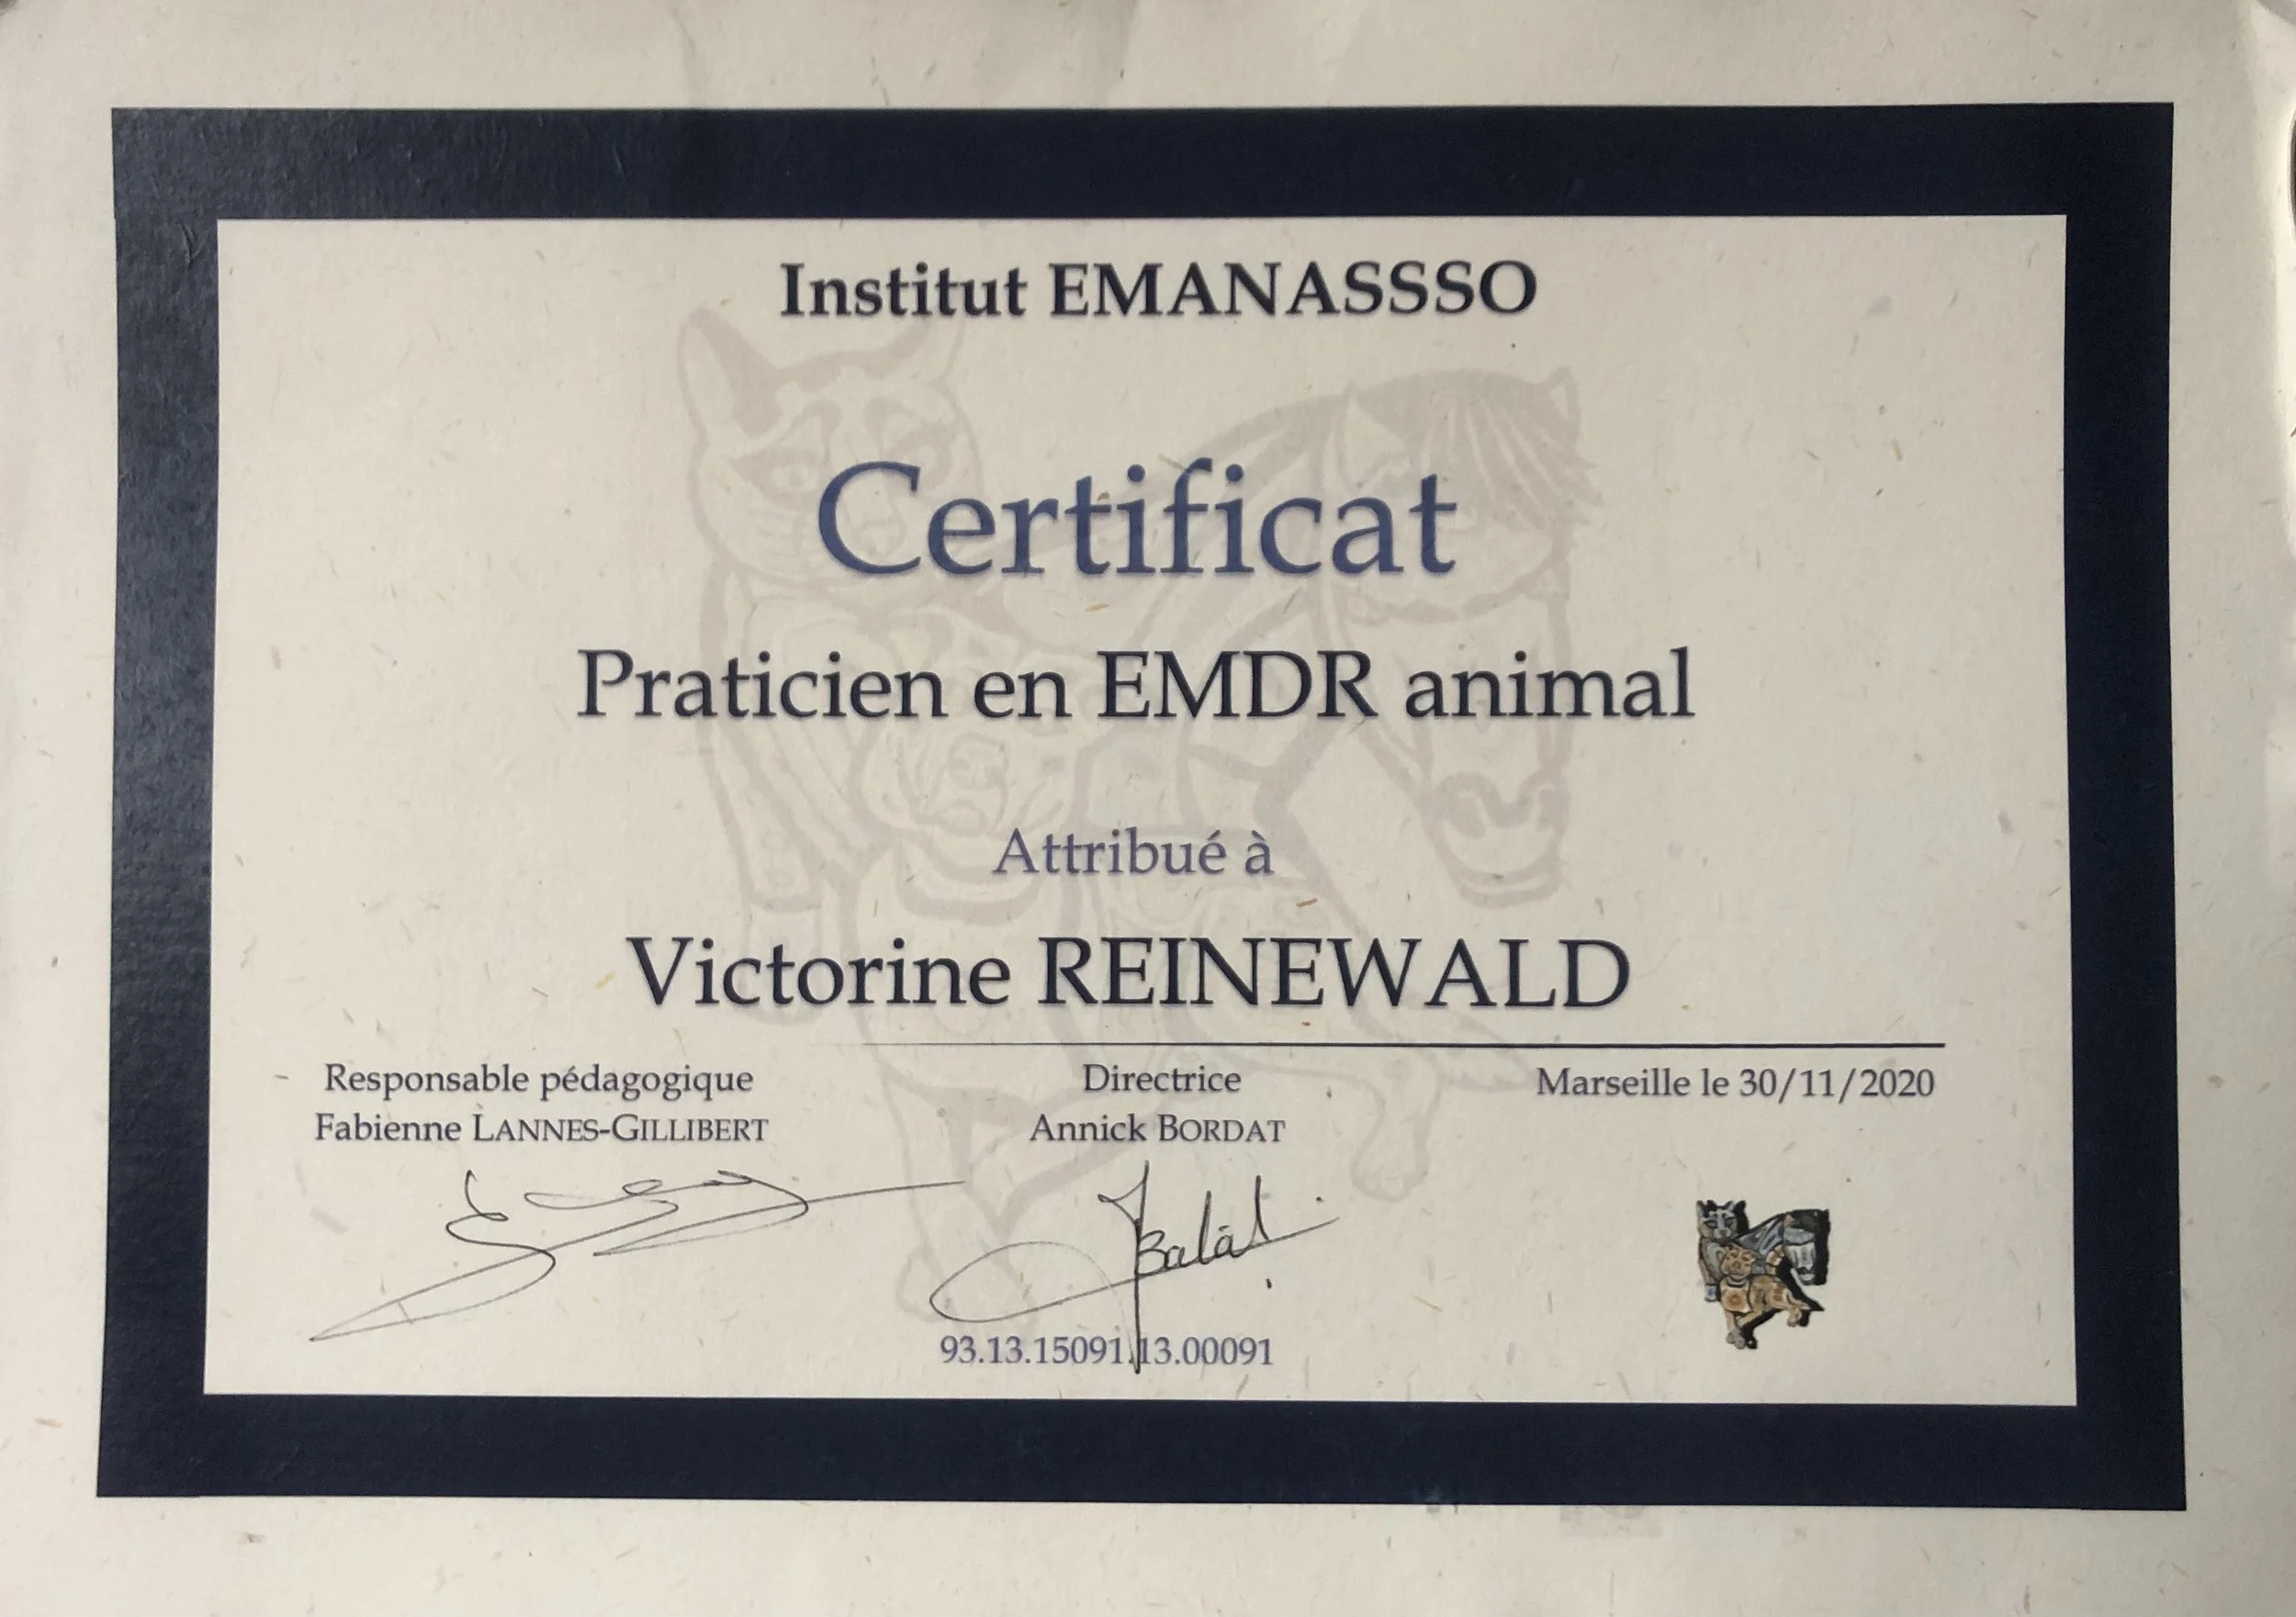 Institut EMANASSSO
Certificat
Praticien en EMDR animal
Attribué à
Victorine REINEWALD
Responsable pédagogique
Fabienne LANNES-GILLIBERT
Directrice
Annick BORDAT
Marseille le 30/11/2020
93.13.15091.13.00091